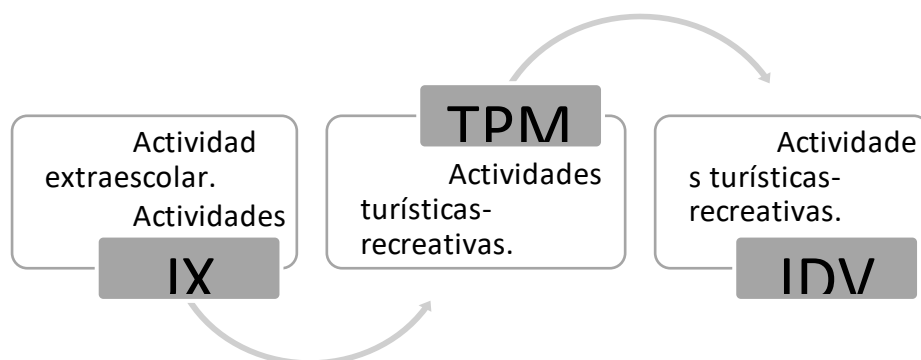 Actividad
extraescolar.
Actividades
IX
TPM
Actividades
turísticas-
recreativas.
Actividade
s turísticas-
recreativas.
IDV